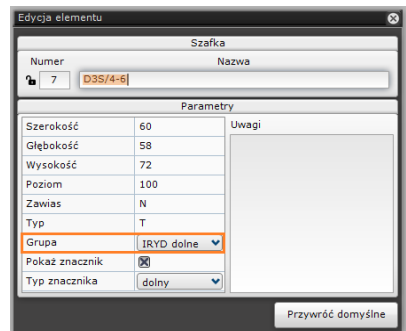 Edycja elementu
Szafka
Numer Nazwa
7 D3S/4-6
Parametry
Szerokość 60 Uwagi
Głębokość 58
Wysokość 72
Poziom 100
Zawias N
Typ T
Grupa IRYD dolne
Pokaż znacznik
Typ znacznika dolny
Przywróć domyślne